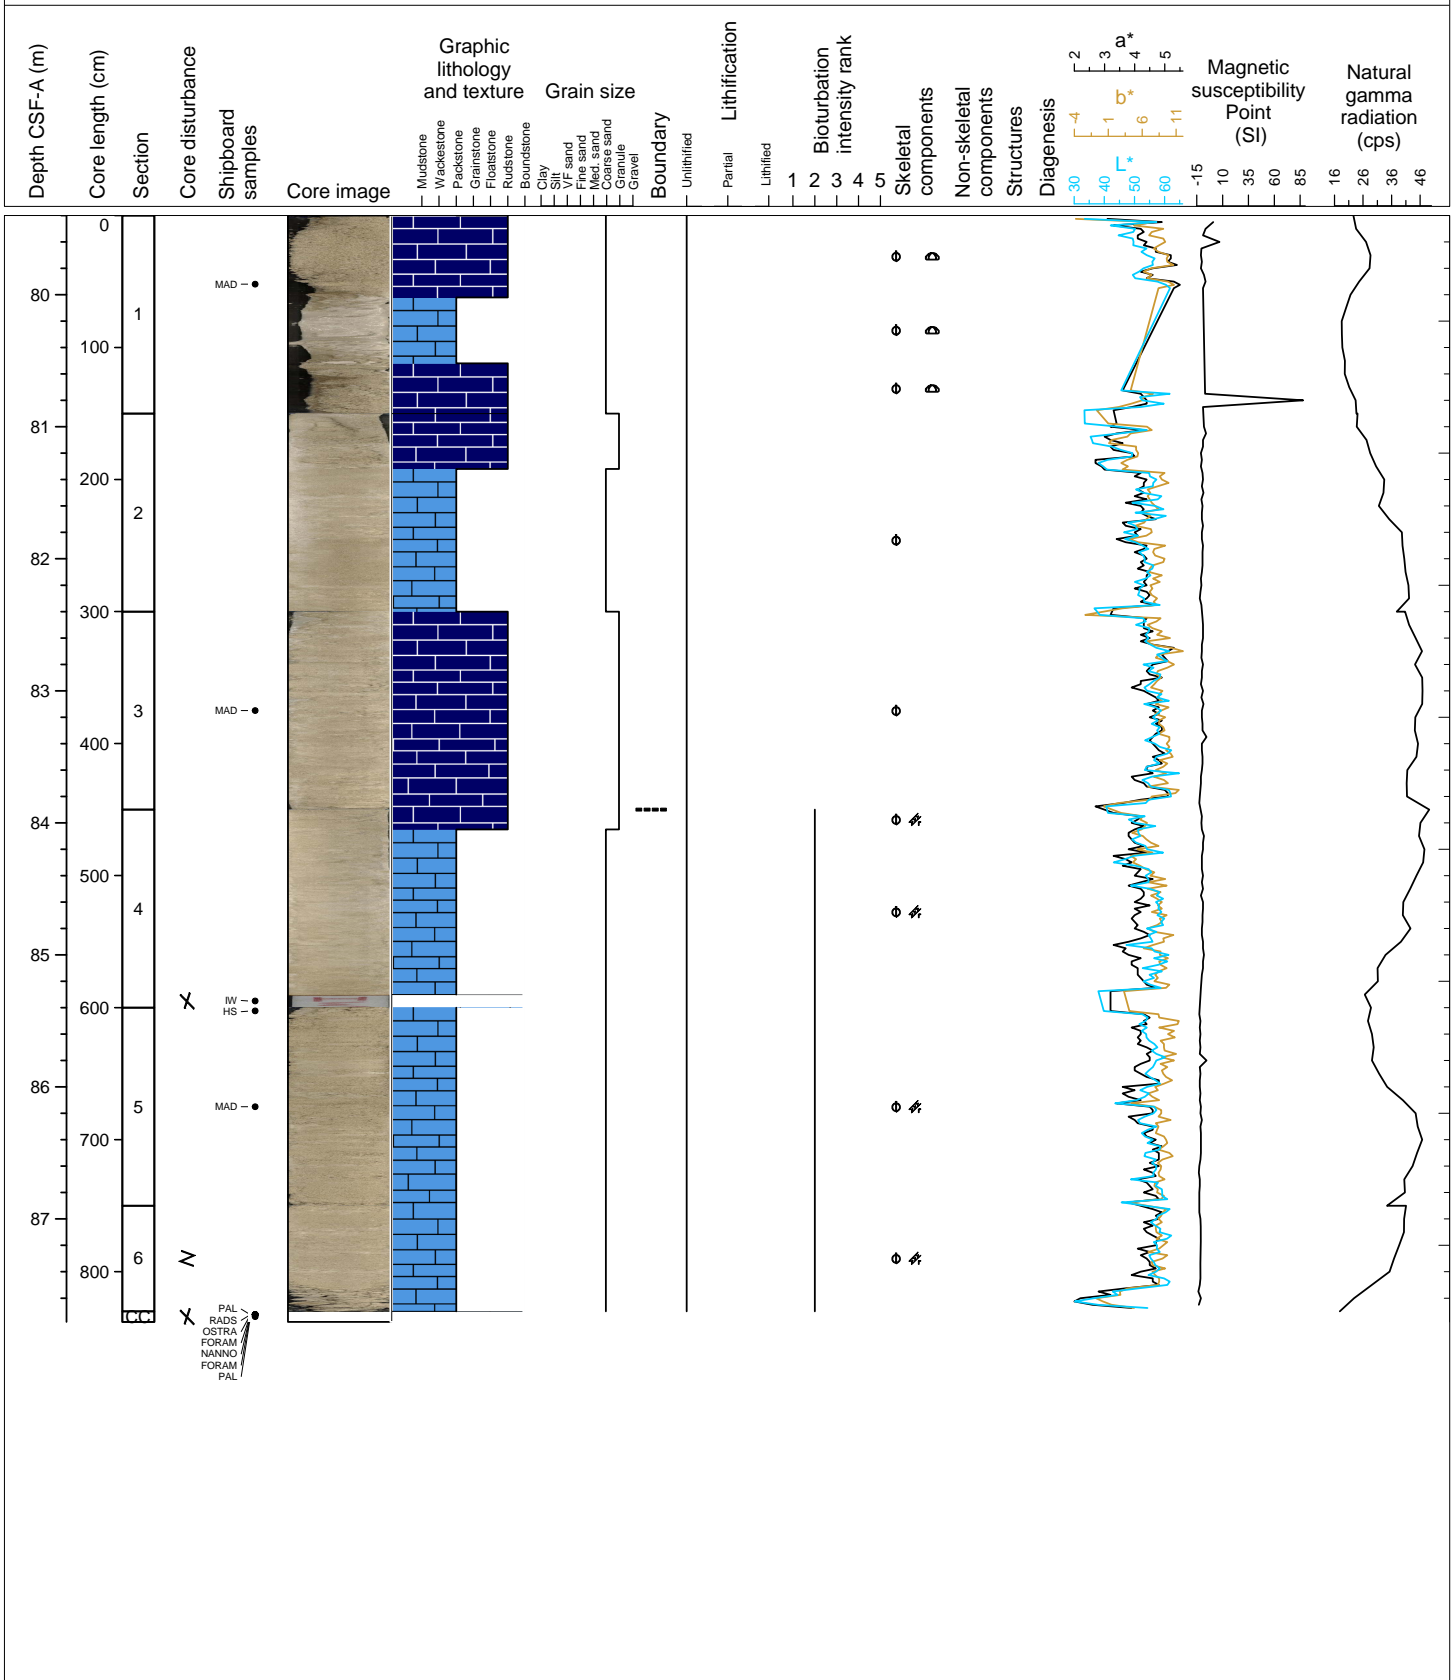 Depth CSF-A (m)
Core length (cm)
Section
Core disturbance
Shipboard
samples
Core image
Graphic
lithology
and texture
Mudstone
Wackestone
Packstone
Grainstone
Floatstone
Rudstone
Boundstone
Grain size
Clay
Silt
VF sand
Fine sand
Med. sand
Coarse sand
Granule
Gravel
Boundary
Lithification
Unlithified
Partial
Lithified
Bioturbation
intensity rank
1 2 3 4 5
Skeletal
components
Non-skeletal
components
Structures
Diagenesis
a*
2 3 4 5
b*
-4 1 6 11
L*
30 40 50 60
Magnetic
susceptibility
Point
(SI)
-15 10 35 60 85
Natural
gamma
radiation
(cps)
16 26 36 46
0
MAD
80
1
100
81
200
2
82
300
83
MAD
3
400
84
500
4
85
IW
600
HS
86
5
MAD
700
87
6
800
PAL
CC
RADS
OSTRA
FORAM
NANNO
FORAM
PAL